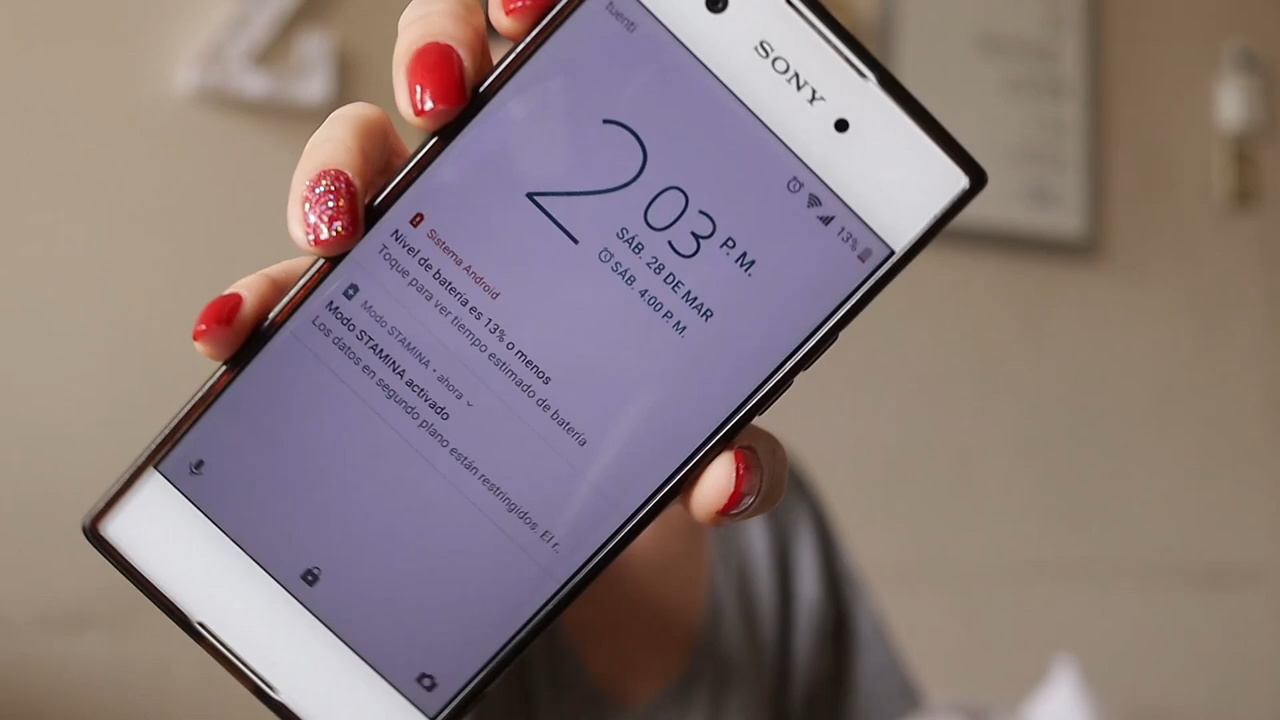 tuenti
SONY
13%
2 03 P. M.
SÁB. 28 DE MAR
SÁB. 4:00 P. M.
Sistema Android
Nivel de batería es 13% o menos
Toque para ver tiempo estimado de batería
Modo STAMINA • ahora
Modo STAMINA activado
Los datos en segundo plano están restringidos. El r..